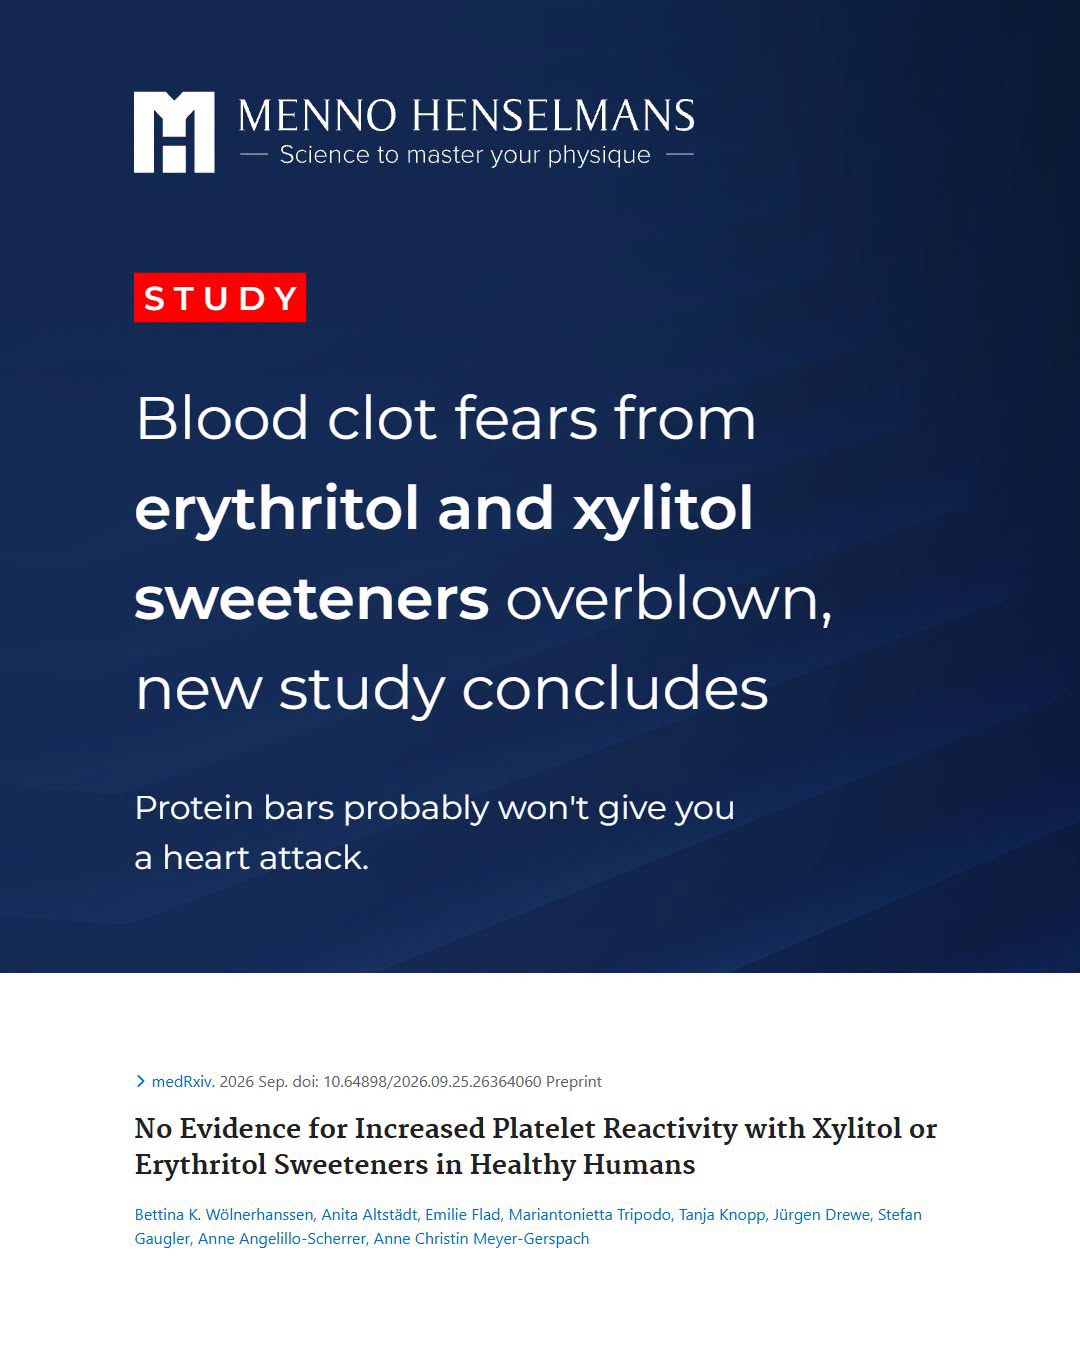 MENNO HENSELMANS
Science to master your physique
STUDY
Blood clot fears from
erythritol and xylitol
sweeteners overblown,
new study concludes
Protein bars probably won't give you
a heart attack.
medRxiv. 2026 Sep. doi: 10.64898/2026.09.25.26364060 Preprint
No Evidence for Increased Platelet Reactivity with Xylitol or
Erythritol Sweeteners in Healthy Humans
Bettina K. Wölnerhanssen, Anita Altstädt, Emilie Flad, Mariantonietta Tripodo, Tanja Knopp, Jürgen Drewe, Stefan
Gaugler, Anne Angelillo-Scherrer, Anne Christin Meyer-Gerspach